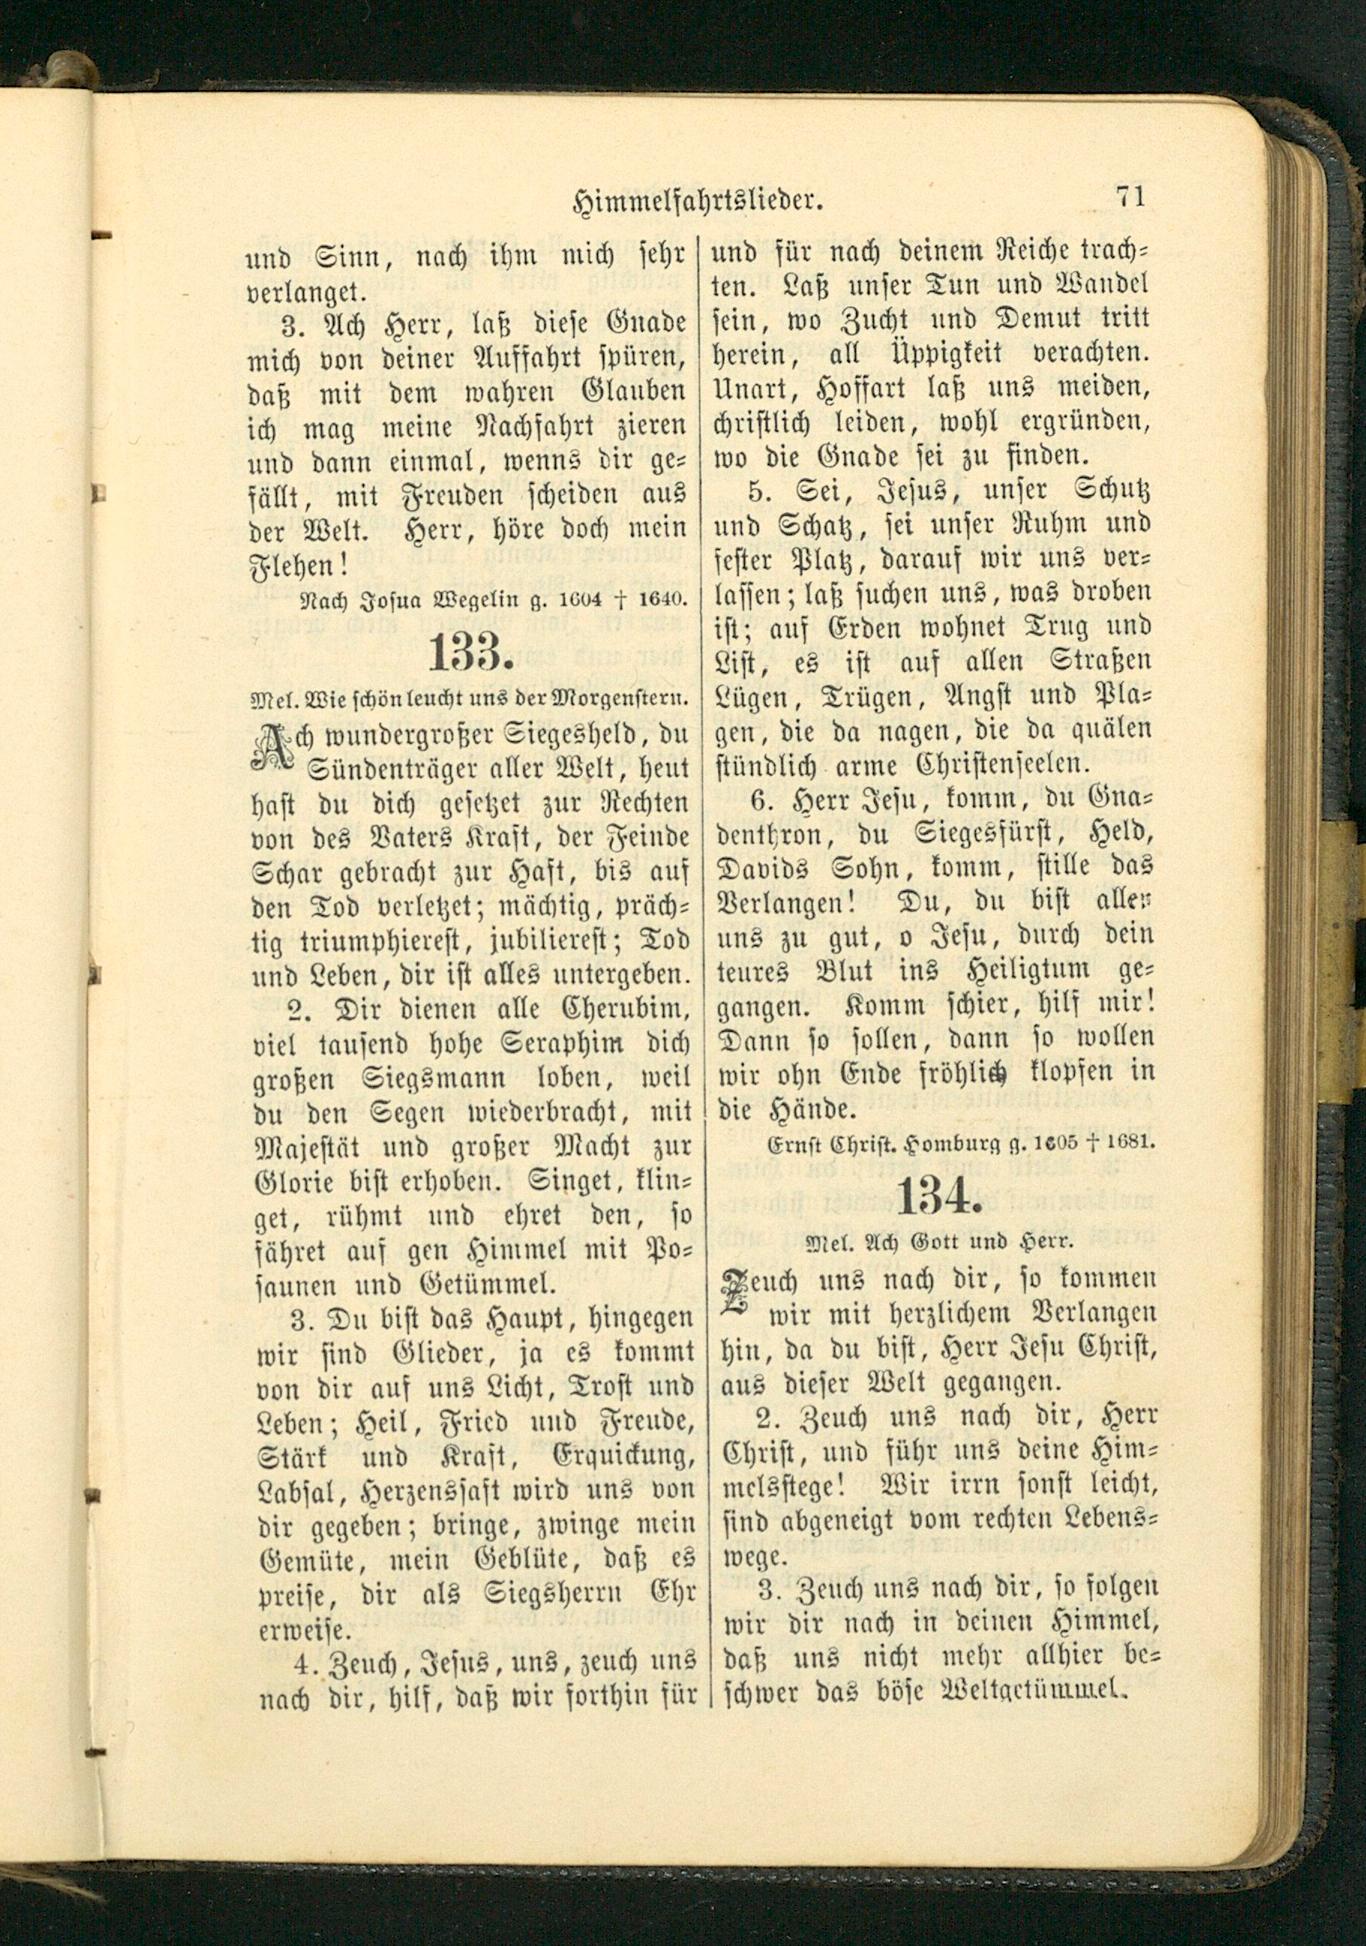 Himmelfahrtslieder.
71
und Sinn, nach ihm mich sehr
verlanget.
3. Ach Herr, laß diese Gnade
mich von deiner Auffahrt spüren,
daß mit dem wahren Glauben
ich mag meine Nachfahrt zieren
und dann einmal, wenns dir ge-
fällt, mit Freuden scheiden aus
der Welt. Herr, höre doch mein
Flehen!
Nach Josua Wegelin g. 1604 † 1640.
133.
Mel. Wie schön leucht uns der Morgenstern.
Ach wundergroßer Siegesheld, du
Sündenträger aller Welt, heut
hast du dich gesetzet zur Rechten
von des Vaters Kraft, der Feinde
Schar gebracht zur Haft, bis auf
den Tod verletzet; mächtig, präch-
tig triumphierest, jubilierest; Tod
und Leben, dir ist alles untergeben.
2. Dir dienen alle Cherubim,
viel tausend hohe Seraphim dich
großen Siegsmann loben, weil
du den Segen wiederbracht, mit
Majestät und großer Macht zur
Glorie bist erhoben. Singet, klin-
get, rühmt und ehret den, so
fähret auf gen Himmel mit Po-
saunen und Getümmel.
3. Du bist das Haupt, hingegen
wir sind Glieder, ja es kommt
von dir auf uns Licht, Trost und
Leben; Heil, Fried und Freude,
Stärk und Kraft, Erquickung,
Labsal, Herzenssaft wird uns von
dir gegeben; bringe, zwinge mein
Gemüte, mein Geblüte, daß es
preise, dir als Siegsherrn Ehr
erweise.
4. Zeuch, Jesus, uns, zeuch uns
nach dir, hilf, daß wir forthin für
und für nach deinem Reiche trach-
ten. Laß unser Tun und Wandel
sein, wo Zucht und Demut tritt
herein, all Üppigkeit verachten.
Unart, Hoffart laß uns meiden,
christlich leiden, wohl ergründen,
wo die Gnade sei zu finden.
5. Sei, Jesus, unser Schutz
und Schatz, sei unser Ruhm und
fester Platz, darauf wir uns ver-
lassen; laß suchen uns, was droben
ist; auf Erden wohnet Trug und
List, es ist auf allen Straßen
Lügen, Trügen, Angst und Pla-
gen, die da nagen, die da quälen
stündlich arme Christenseelen.
6. Herr Jesu, komm, du Gna-
denthron, du Siegesfürst, Held,
Davids Sohn, komm, stille das
Verlangen! Du, du bist allen
uns zu gut, o Jesu, durch dein
teures Blut ins Heiligtum ge-
gangen. Komm schier, hilf mir!
Dann so sollen, dann so wollen
wir ohn Ende fröhlich klopfen in
die Hände.
Ernst Christ. Homburg g. 1605 † 1681.
134.
Mel. Ach Gott und Herr.
Zeuch uns nach dir, so kommen
wir mit herzlichem Verlangen
hin, da du bist, Herr Jesu Christ,
aus dieser Welt gegangen.
2. Zeuch uns nach dir, Herr
Christ, und führ uns deine Him-
melsstege! Wir irrn sonst leicht,
sind abgeneigt vom rechten Lebens-
wege.
3. Zeuch uns nach dir, so folgen
wir dir nach in deinen Himmel,
daß uns nicht mehr allhier be-
schwer das böse Weltgetümmel.